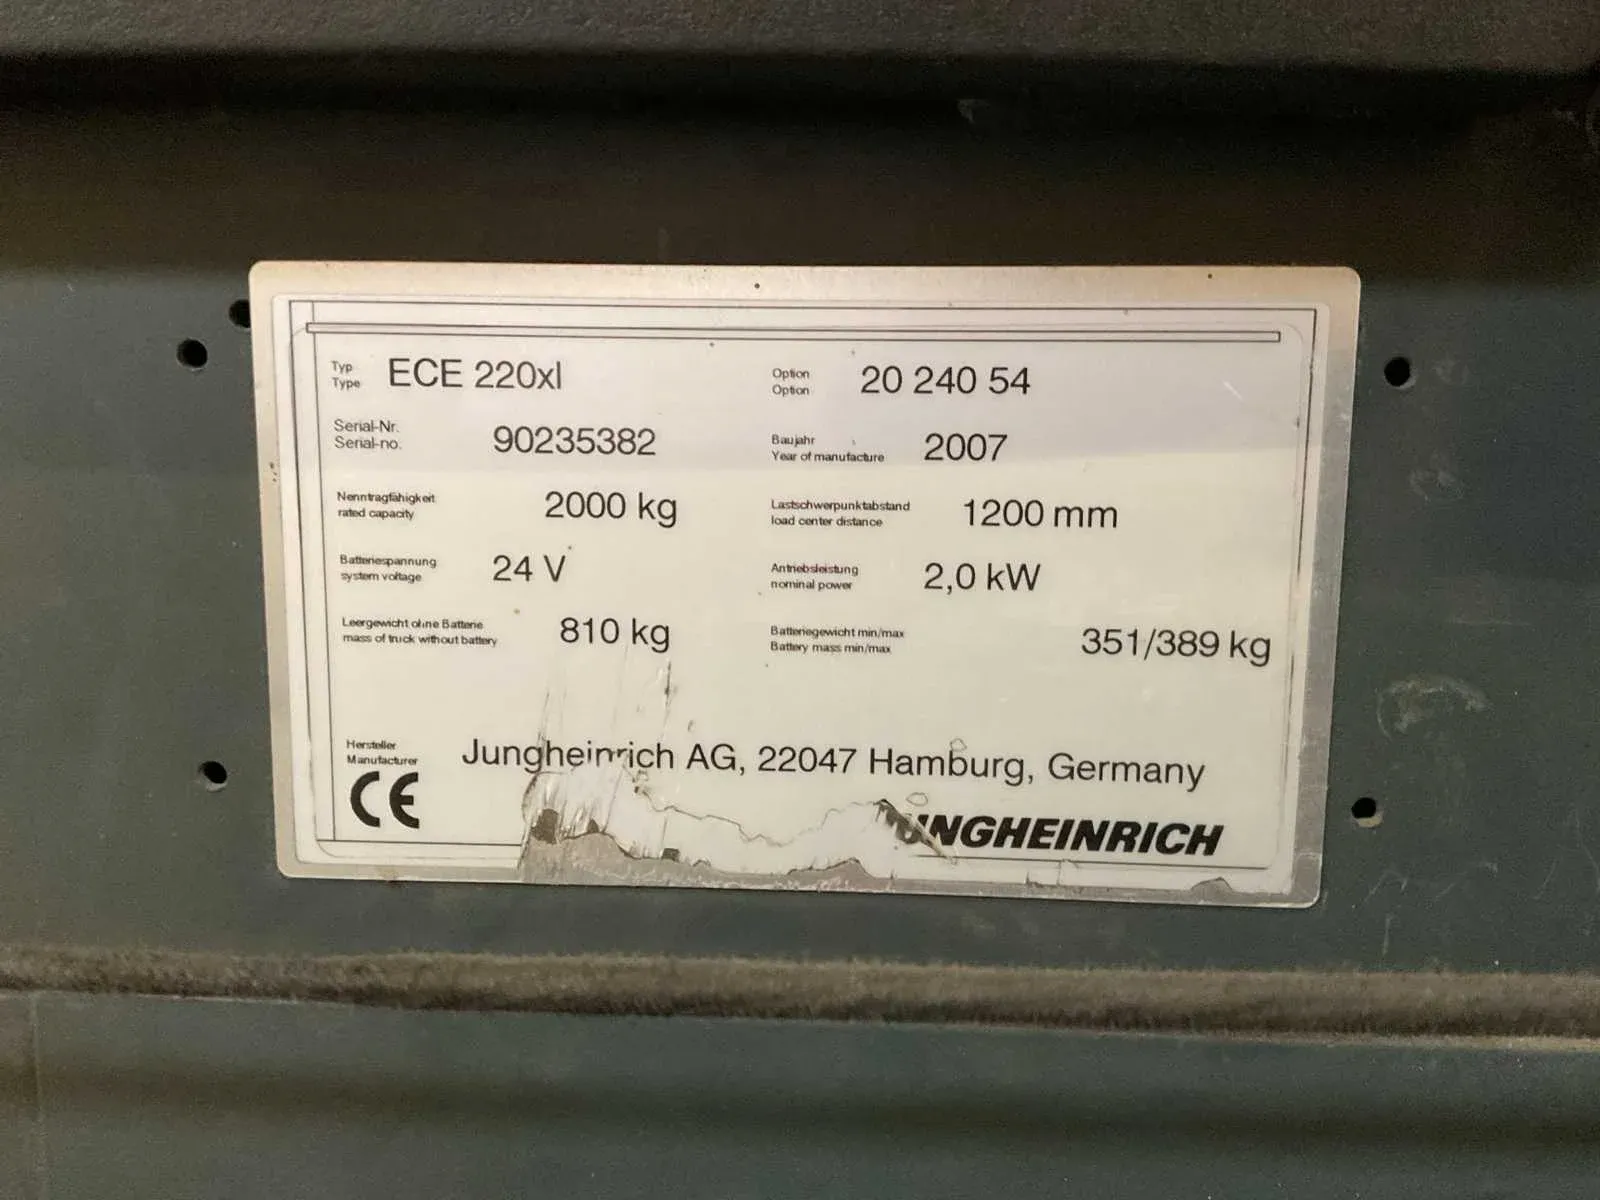 Typ ECE 220xl Option 20 240 54
Type Option
Serial-Nr. 90235382 Baujahr 2007
Serial-no. Year of manufacture
Nenntragfähigkeit 2000 kg Lastschwerpunktabstand 1200 mm
rated capacity load center distance
Batteriespannung 24 V Antriebsleistung 2,0 kW
system voltage nominal power
Leergewicht ohne Batterie 810 kg Batteriegewicht min/max 351/389 kg
mass of truck without battery Battery mass min/max
Hersteller Jungheinrich AG, 22047 Hamburg, Germany
Manufacturer
CE JUNGHEINRICH